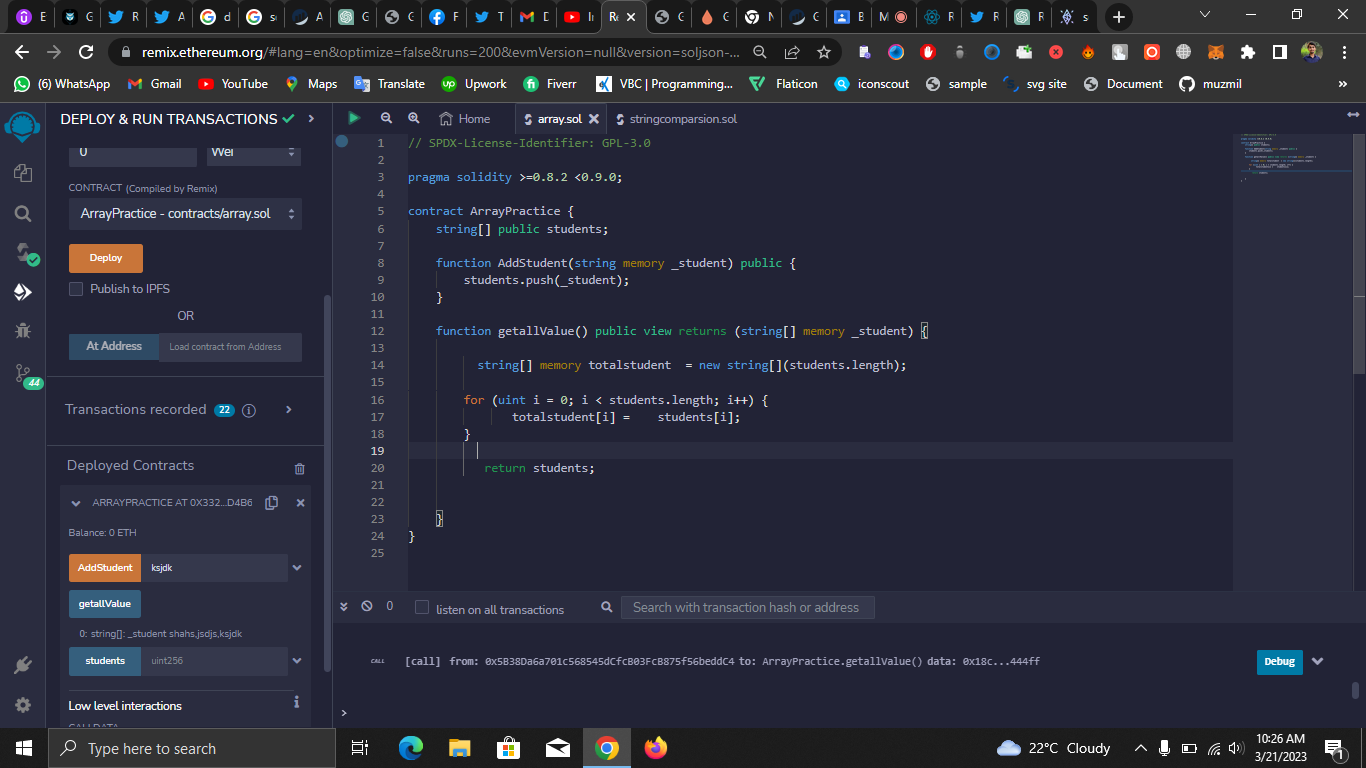 remix.ethereum.org/#lang=en&optimize=false&runs=200&evmVersion=null&version=soljson-...
(6) WhatsApp
Gmail
YouTube
Maps
Translate
Upwork
Fiverr
VBC | Programming...
Flaticon
iconscout
sample
svg site
Document
muzmil
»
DEPLOY & RUN TRANSACTIONS
Home
array.sol
stringcomparsion.sol
0
Wei
CONTRACT (Compiled by Remix)
ArrayPractice - contracts/array.sol
Deploy
Publish to IPFS
OR
At Address
Load contract from Address
44
Transactions recorded 22
Deployed Contracts
ARRAYPRACTICE AT 0X332...D4B6
Balance: 0 ETH
AddStudent
ksjdk
getallValue
0: string[]: _student shahs,jsdjs,ksjdk
students
uint256
Low level interactions
CALLDATA
1 // SPDX-License-Identifier: GPL-3.0
2
3 pragma solidity >=0.8.2 <0.9.0;
4
5 contract ArrayPractice {
6 string[] public students;
7
8 function AddStudent(string memory _student) public {
9 students.push(_student);
10 }
11
12 function getallValue() public view returns (string[] memory _student) {
13
14 string[] memory totalstudent = new string[](students.length);
15
16 for (uint i = 0; i < students.length; i++) {
17 totalstudent[i] = students[i];
18 }
19
20 return students;
21
22
23 }
24 }
25
0
listen on all transactions
Search with transaction hash or address
CALL
[call] from: 0x5B38Da6a701c568545dCfcB03FcB875f56beddC4 to: ArrayPractice.getallValue() data: 0x18c...444ff
Debug
>
Type here to search
22°C Cloudy
10:26 AM
3/21/2023
1